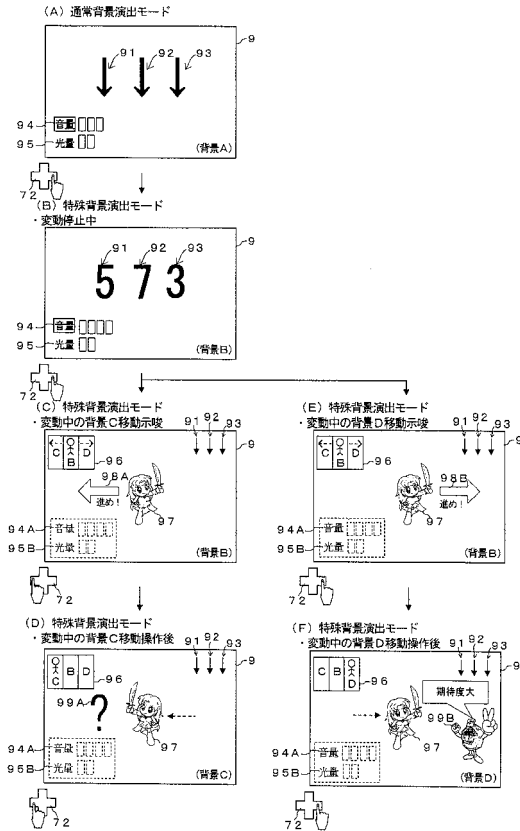 (A) 通常背景演出モード
91 92 93
9
94 音量
95 光量
(背景A)
72
(B) 特殊背景演出モード
・変動停止中
91 92 93
9
5 7 3
94 音量
95 光量
(背景B)
72
(C) 特殊背景演出モード
・変動中の背景C移動示唆
91 92 93
9
C B D
96
98A
進め!
97
94A 音量
95B 光量
(背景B)
72
(D) 特殊背景演出モード
・変動中の背景C移動操作後
91 92 93
9
C B D
96
99A
?
97
94A 音量
95B 光量
(背景C)
72
(E) 特殊背景演出モード
・変動中の背景D移動示唆
91 92 93
9
C B D
96
98B
進め!
97
94A 音量
95B 光量
(背景B)
72
(F) 特殊背景演出モード
・変動中の背景D移動操作後
91 92 93
9
C B D
96
期待度大
99B
97
94A 音量
95B 光量
(背景D)
72